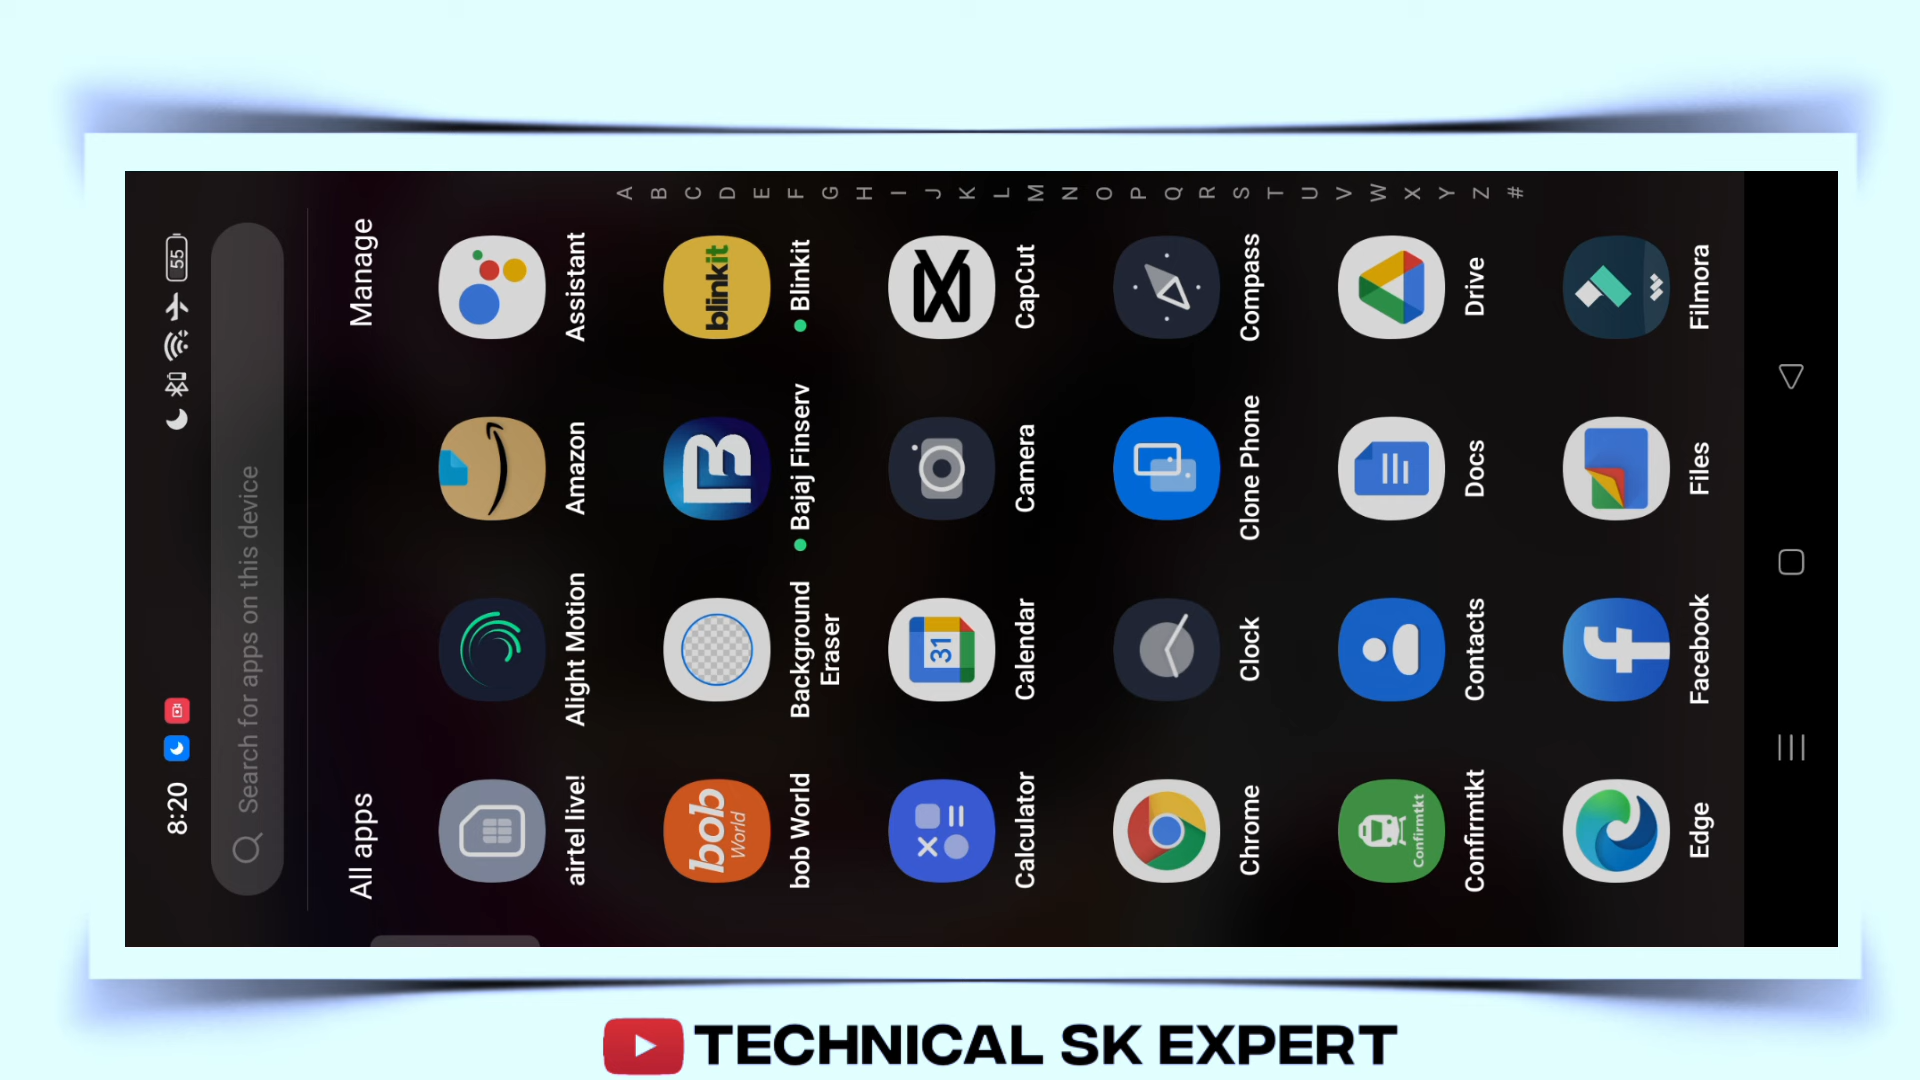 8:20
55
Search for apps on this device
All apps
Manage
airtel live!
Alight Motion
Amazon
Assistant
bob
World
blinkit
bob World
Background
Eraser
Bajaj Finserv
Blinkit
31
Calculator
Calendar
Camera
CapCut
Chrome
Clock
Clone Phone
Compass
Confirmtkt
Confirmtkt
Contacts
Docs
Drive
Edge
Facebook
Files
Filmora
A
B
C
D
E
F
G
H
I
J
K
L
M
N
O
P
Q
R
S
T
U
V
W
X
Y
Z
#
TECHNICAL SK EXPERT